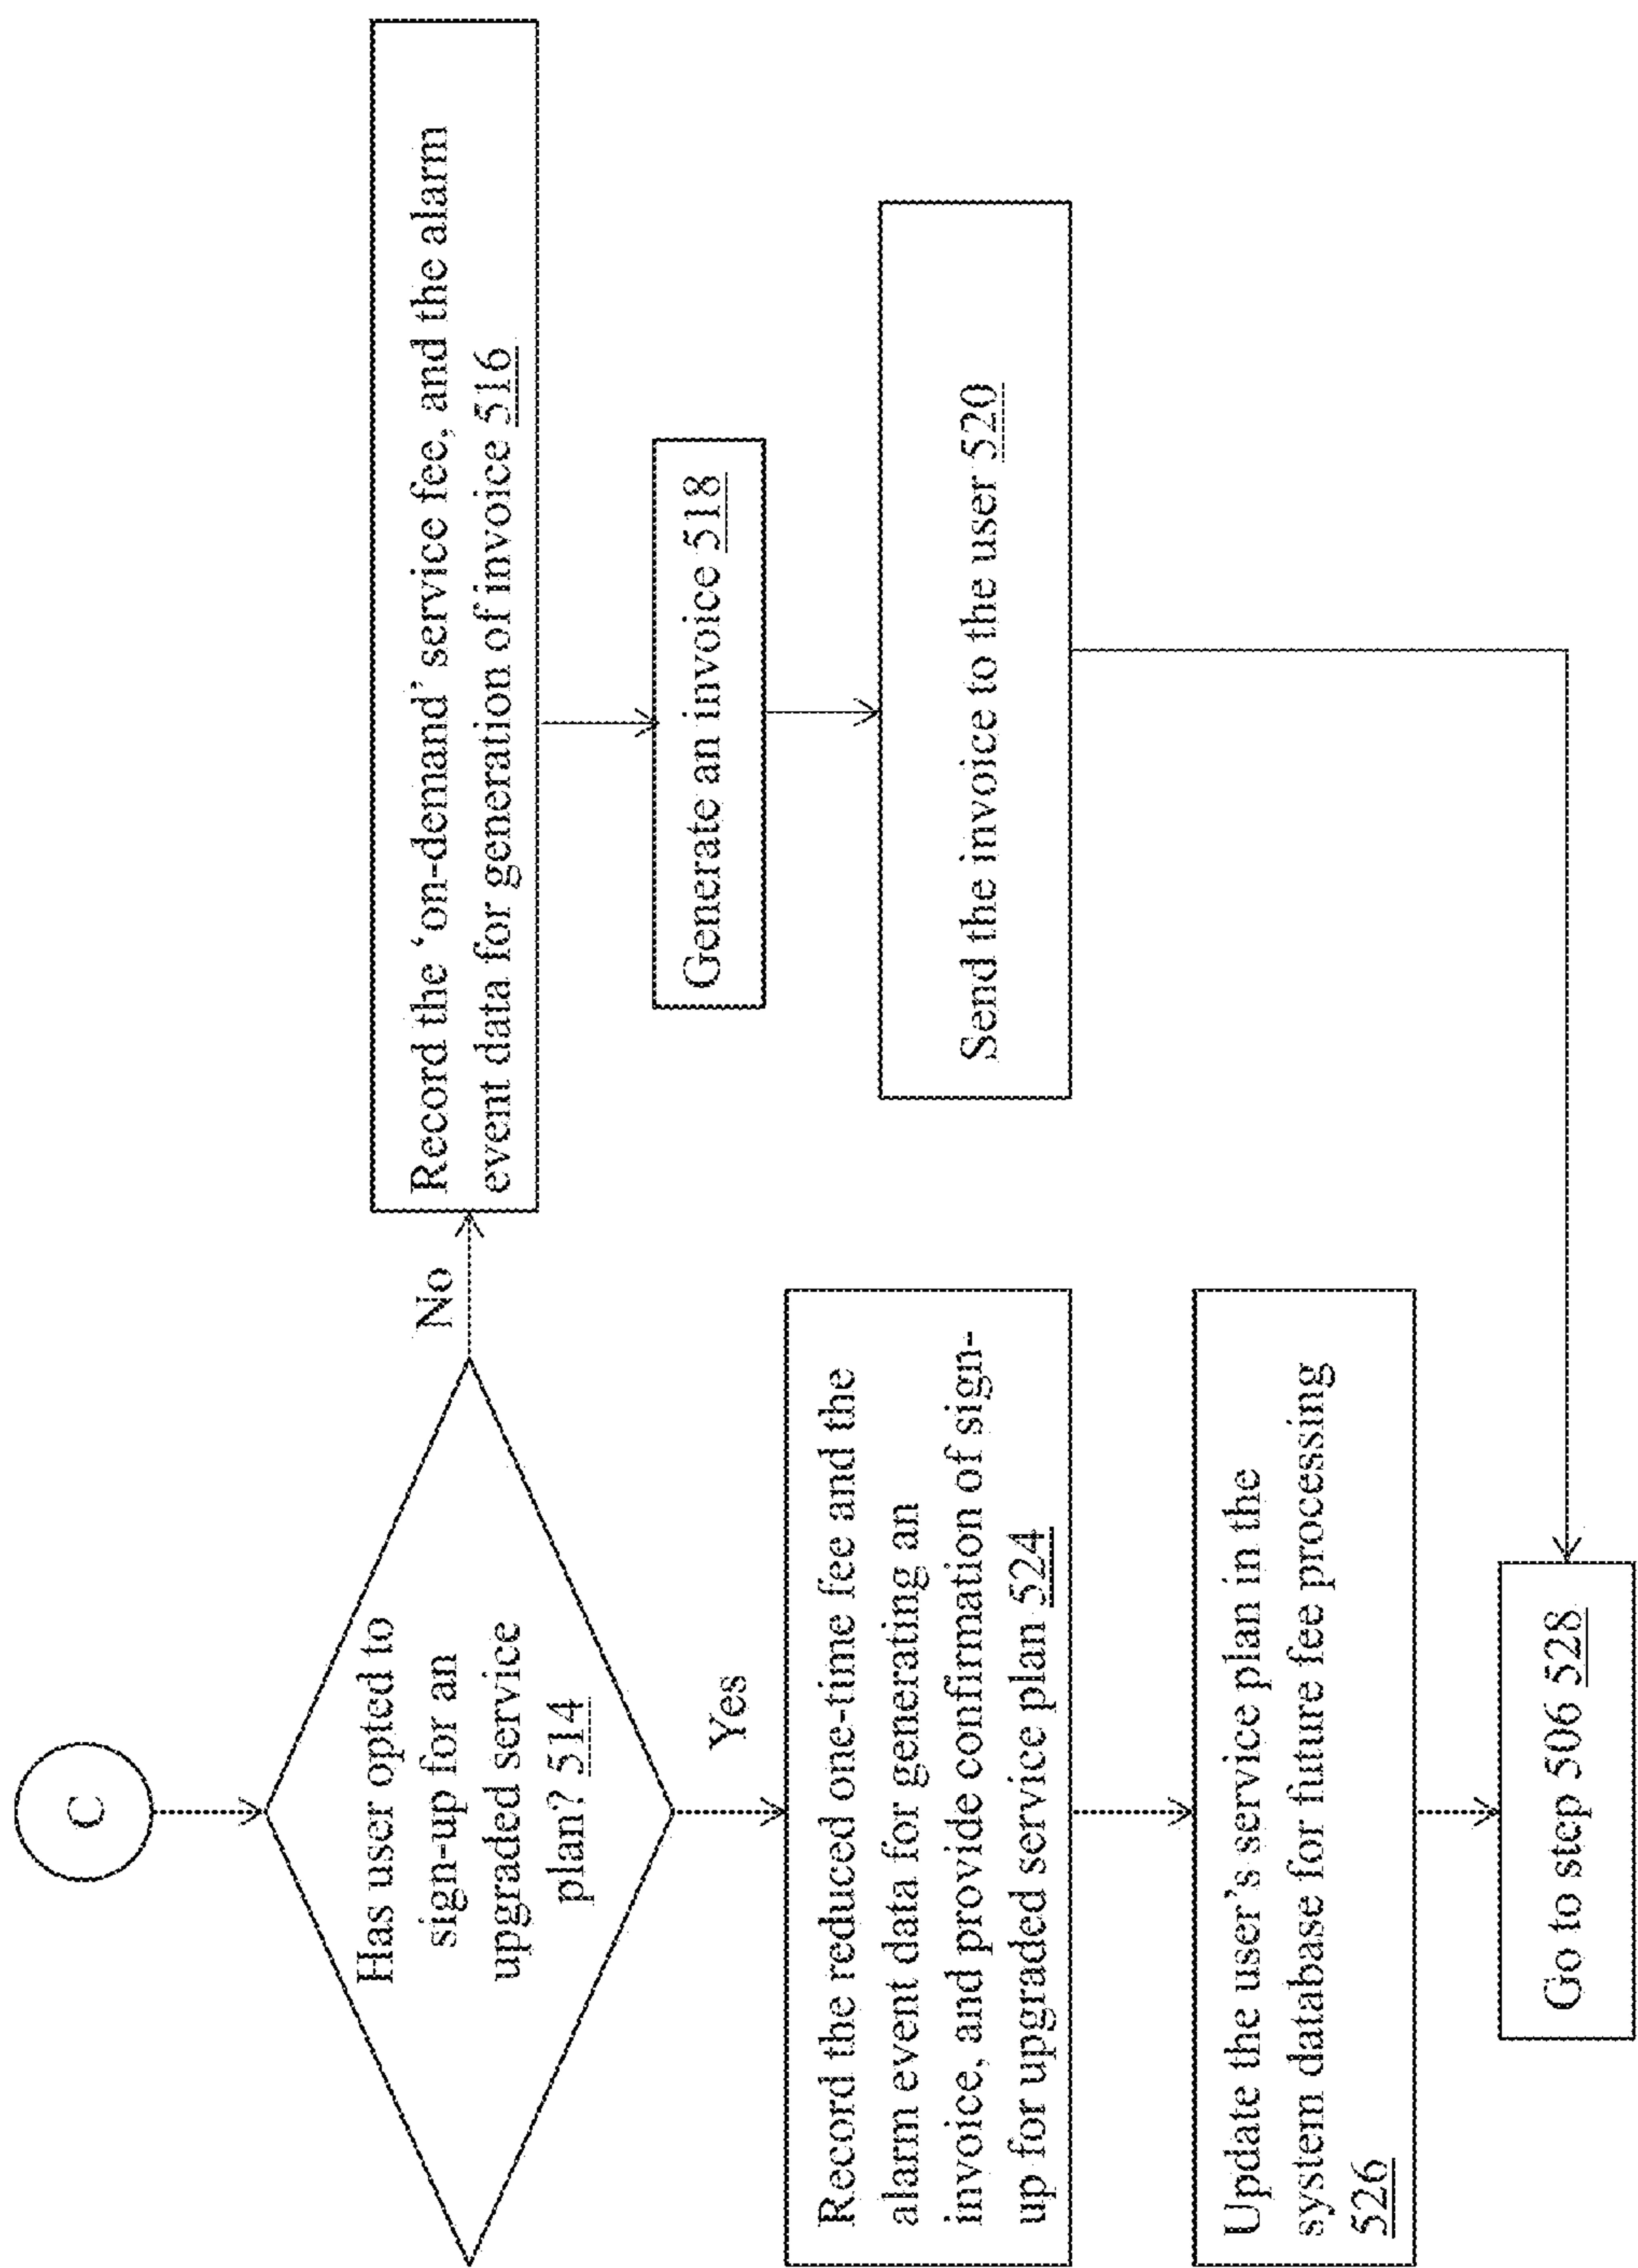 C
Has user opted to
sign-up for an
upgraded service
plan? 514
No
Record the ‘on-demand’ service fee, and the alarm
event data for generation of invoice 516
Generate an invoice 518
Send the invoice to the user 520
Yes
Record the reduced one-time fee and the
alarm event data for generating an
invoice, and provide confirmation of sign-
up for upgraded service plan 524
Update the user’s service plan in the
system database for future fee processing
526
Go to step 506 528